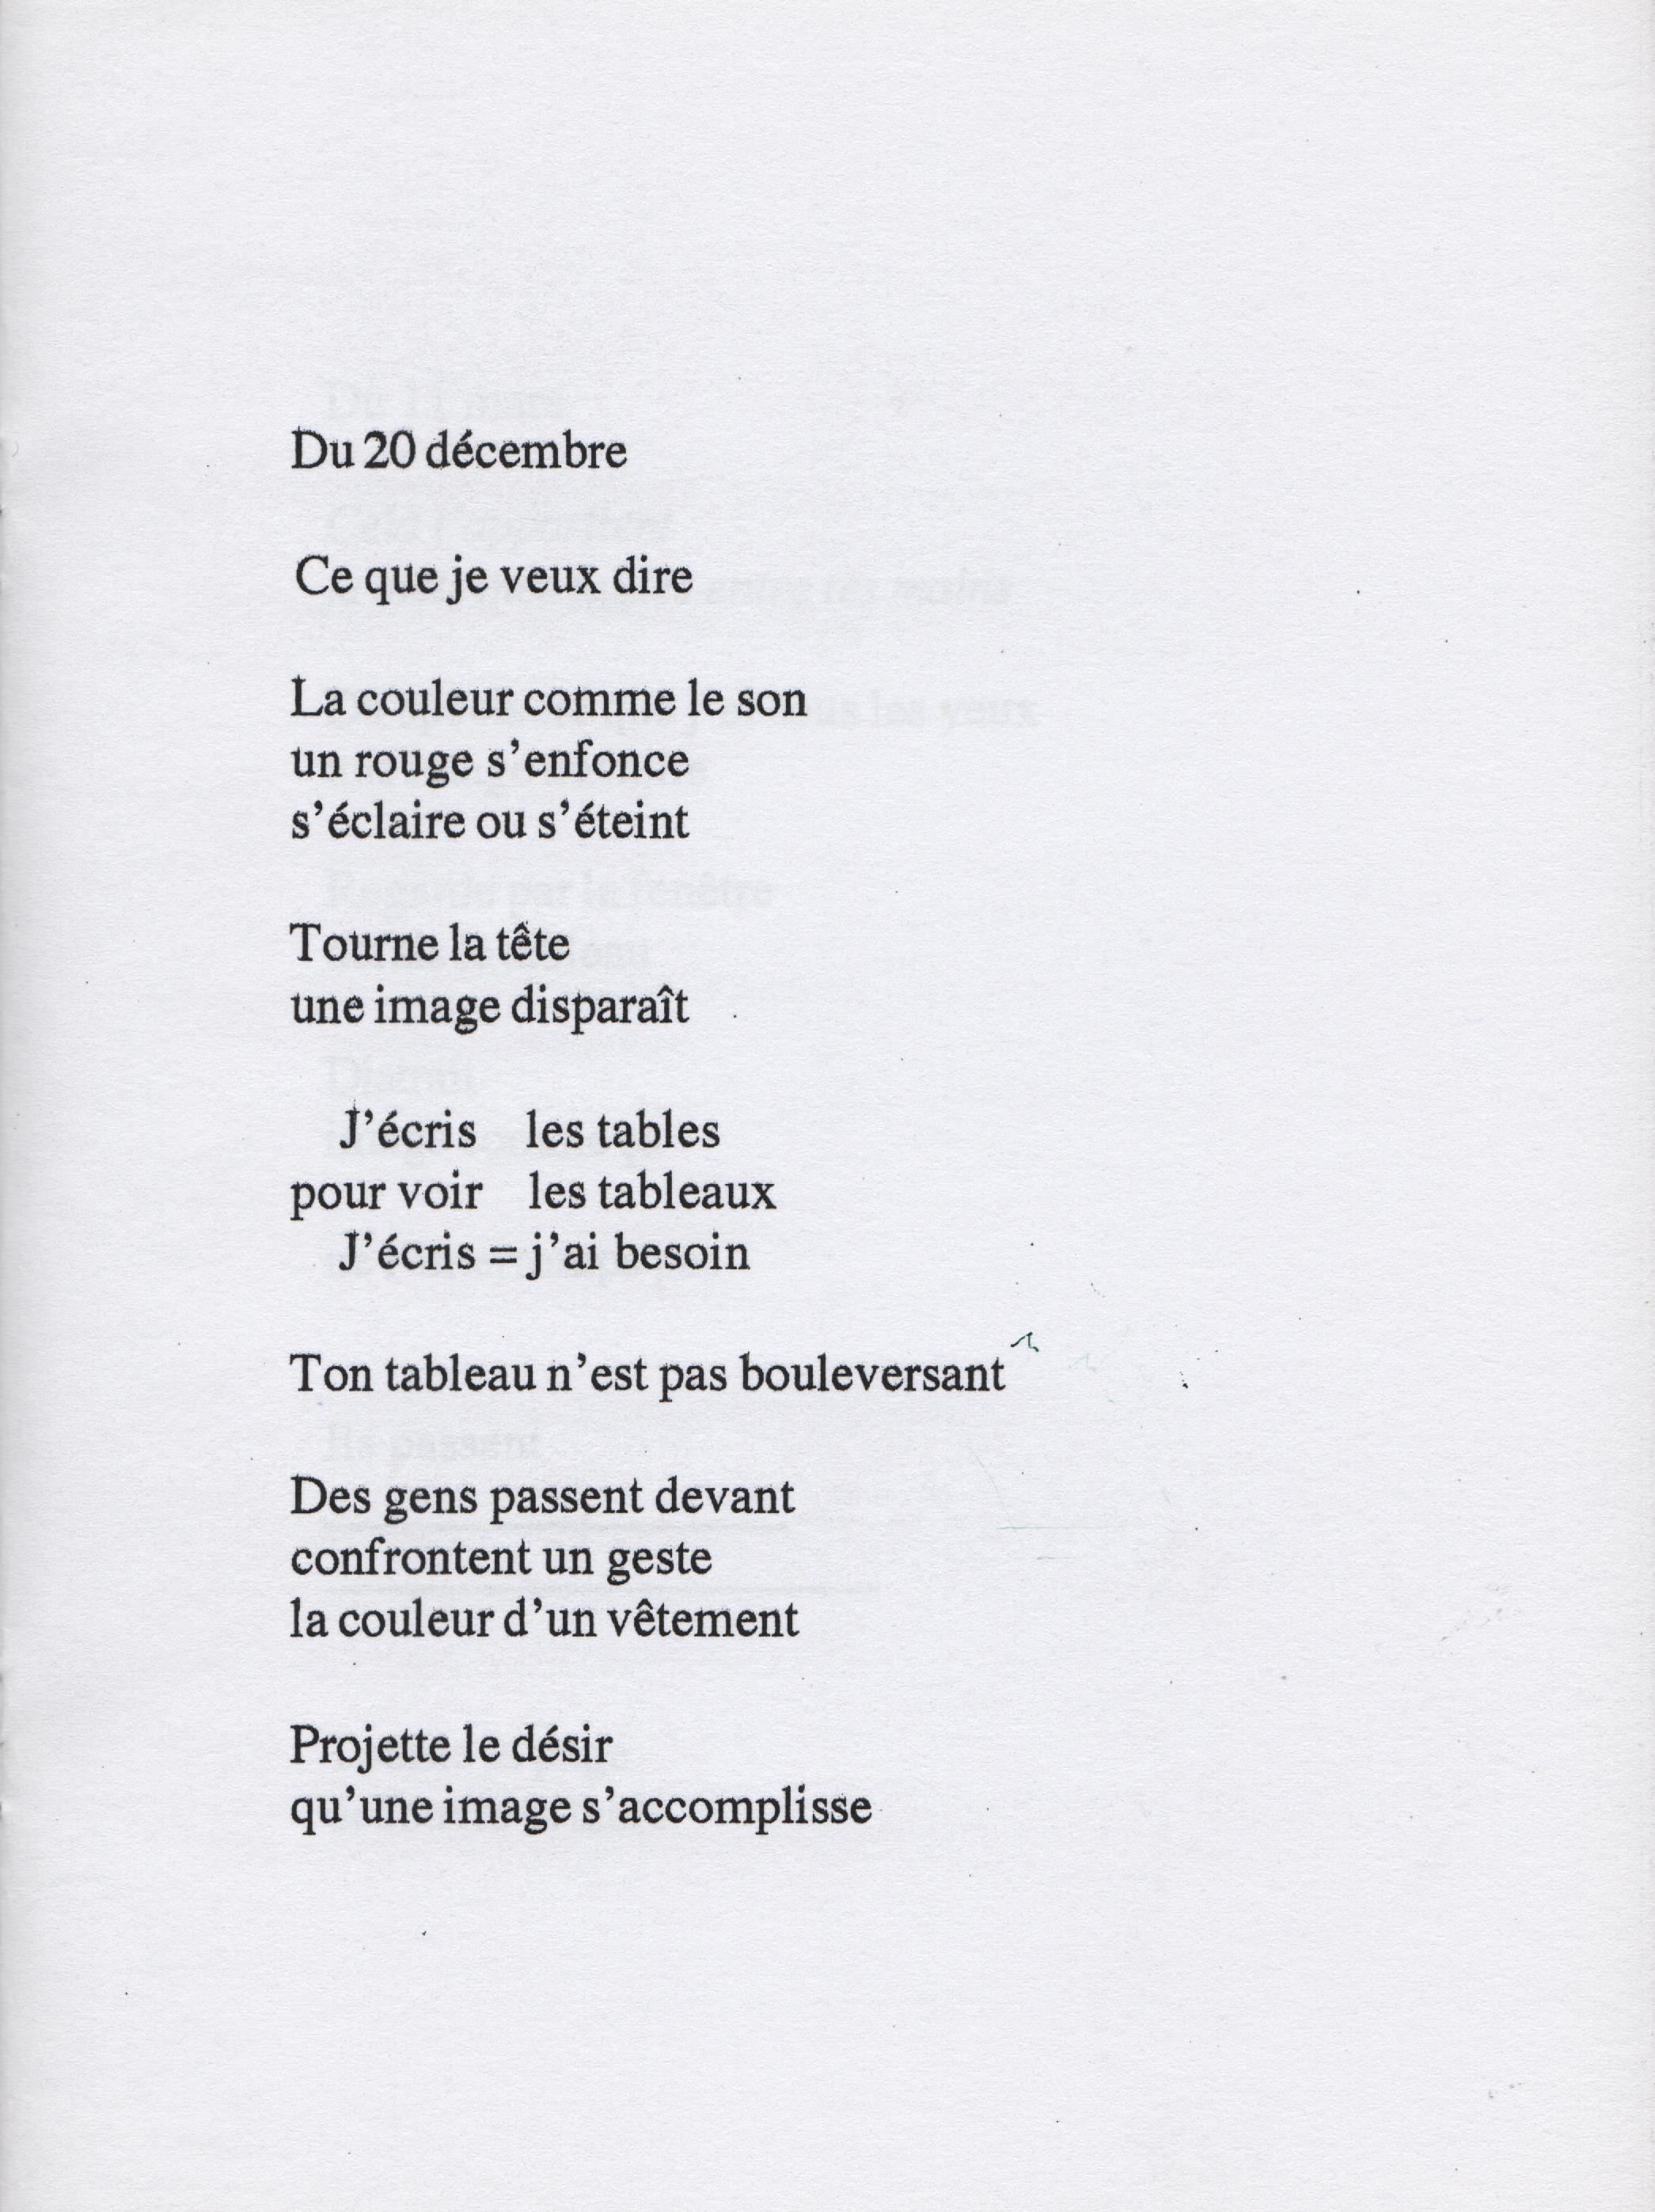 Du 20 décembre
Ce que je veux dire
La couleur comme le son
un rouge s’enfonce
s’éclaire ou s’éteint
Tourne la tête
une image disparaît
J’écris les tables
pour voir les tableaux
J’écris = j’ai besoin
Ton tableau n’est pas bouleversant
Des gens passent devant
confrontent un geste
la couleur d’un vêtement
Projette le désir
qu’une image s’accomplisse